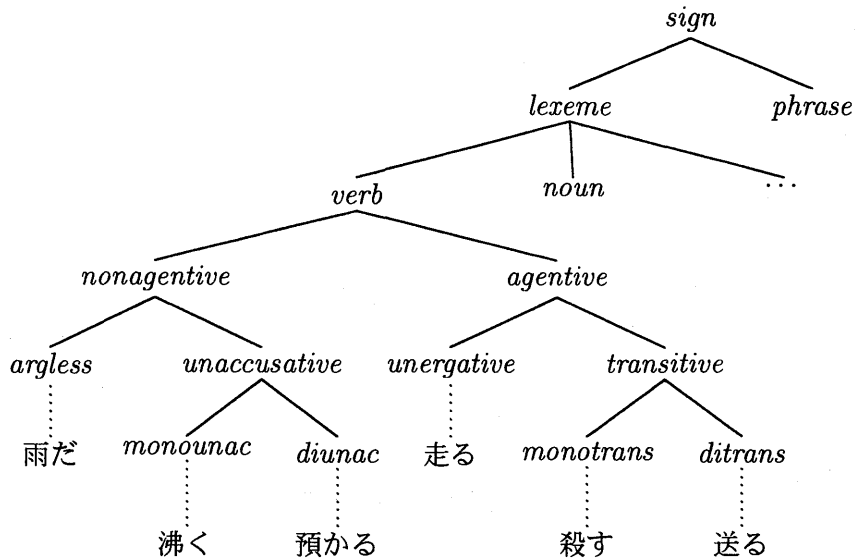 sign
lexeme phrase
verb noun ...
nonagentive agentive
argless unaccusative unergative transitive
雨だ monounac diunac 走る monotrans ditrans
沸く 預かる 殺す 送る